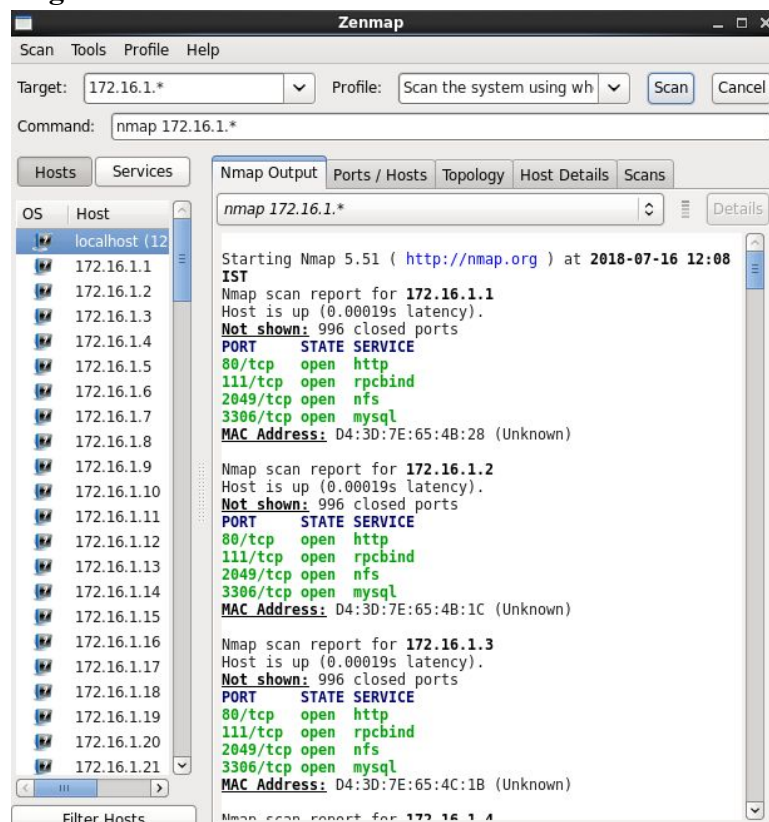 Zenmap
Scan Tools Profile Help
Target: 172.16.1.* Profile: Scan the system using wh Scan Cancel
Command: nmap 172.16.1.*
Hosts Services
OS Host
localhost (12
172.16.1.1
172.16.1.2
172.16.1.3
172.16.1.4
172.16.1.5
172.16.1.6
172.16.1.7
172.16.1.8
172.16.1.9
172.16.1.10
172.16.1.11
172.16.1.12
172.16.1.13
172.16.1.14
172.16.1.15
172.16.1.16
172.16.1.17
172.16.1.18
172.16.1.19
172.16.1.20
172.16.1.21
Filter Hosts
Nmap Output Ports / Hosts Topology Host Details Scans
nmap 172.16.1.* Details
Starting Nmap 5.51 ( http://nmap.org ) at 2018-07-16 12:08
IST
Nmap scan report for 172.16.1.1
Host is up (0.00019s latency).
Not shown: 996 closed ports
PORT STATE SERVICE
80/tcp open http
111/tcp open rpcbind
2049/tcp open nfs
3306/tcp open mysql
MAC Address: D4:3D:7E:65:4B:28 (Unknown)
Nmap scan report for 172.16.1.2
Host is up (0.00019s latency).
Not shown: 996 closed ports
PORT STATE SERVICE
80/tcp open http
111/tcp open rpcbind
2049/tcp open nfs
3306/tcp open mysql
MAC Address: D4:3D:7E:65:4B:1C (Unknown)
Nmap scan report for 172.16.1.3
Host is up (0.00019s latency).
Not shown: 996 closed ports
PORT STATE SERVICE
80/tcp open http
111/tcp open rpcbind
2049/tcp open nfs
3306/tcp open mysql
MAC Address: D4:3D:7E:65:4C:1B (Unknown)
Nmap scan report for 172.16.1.4